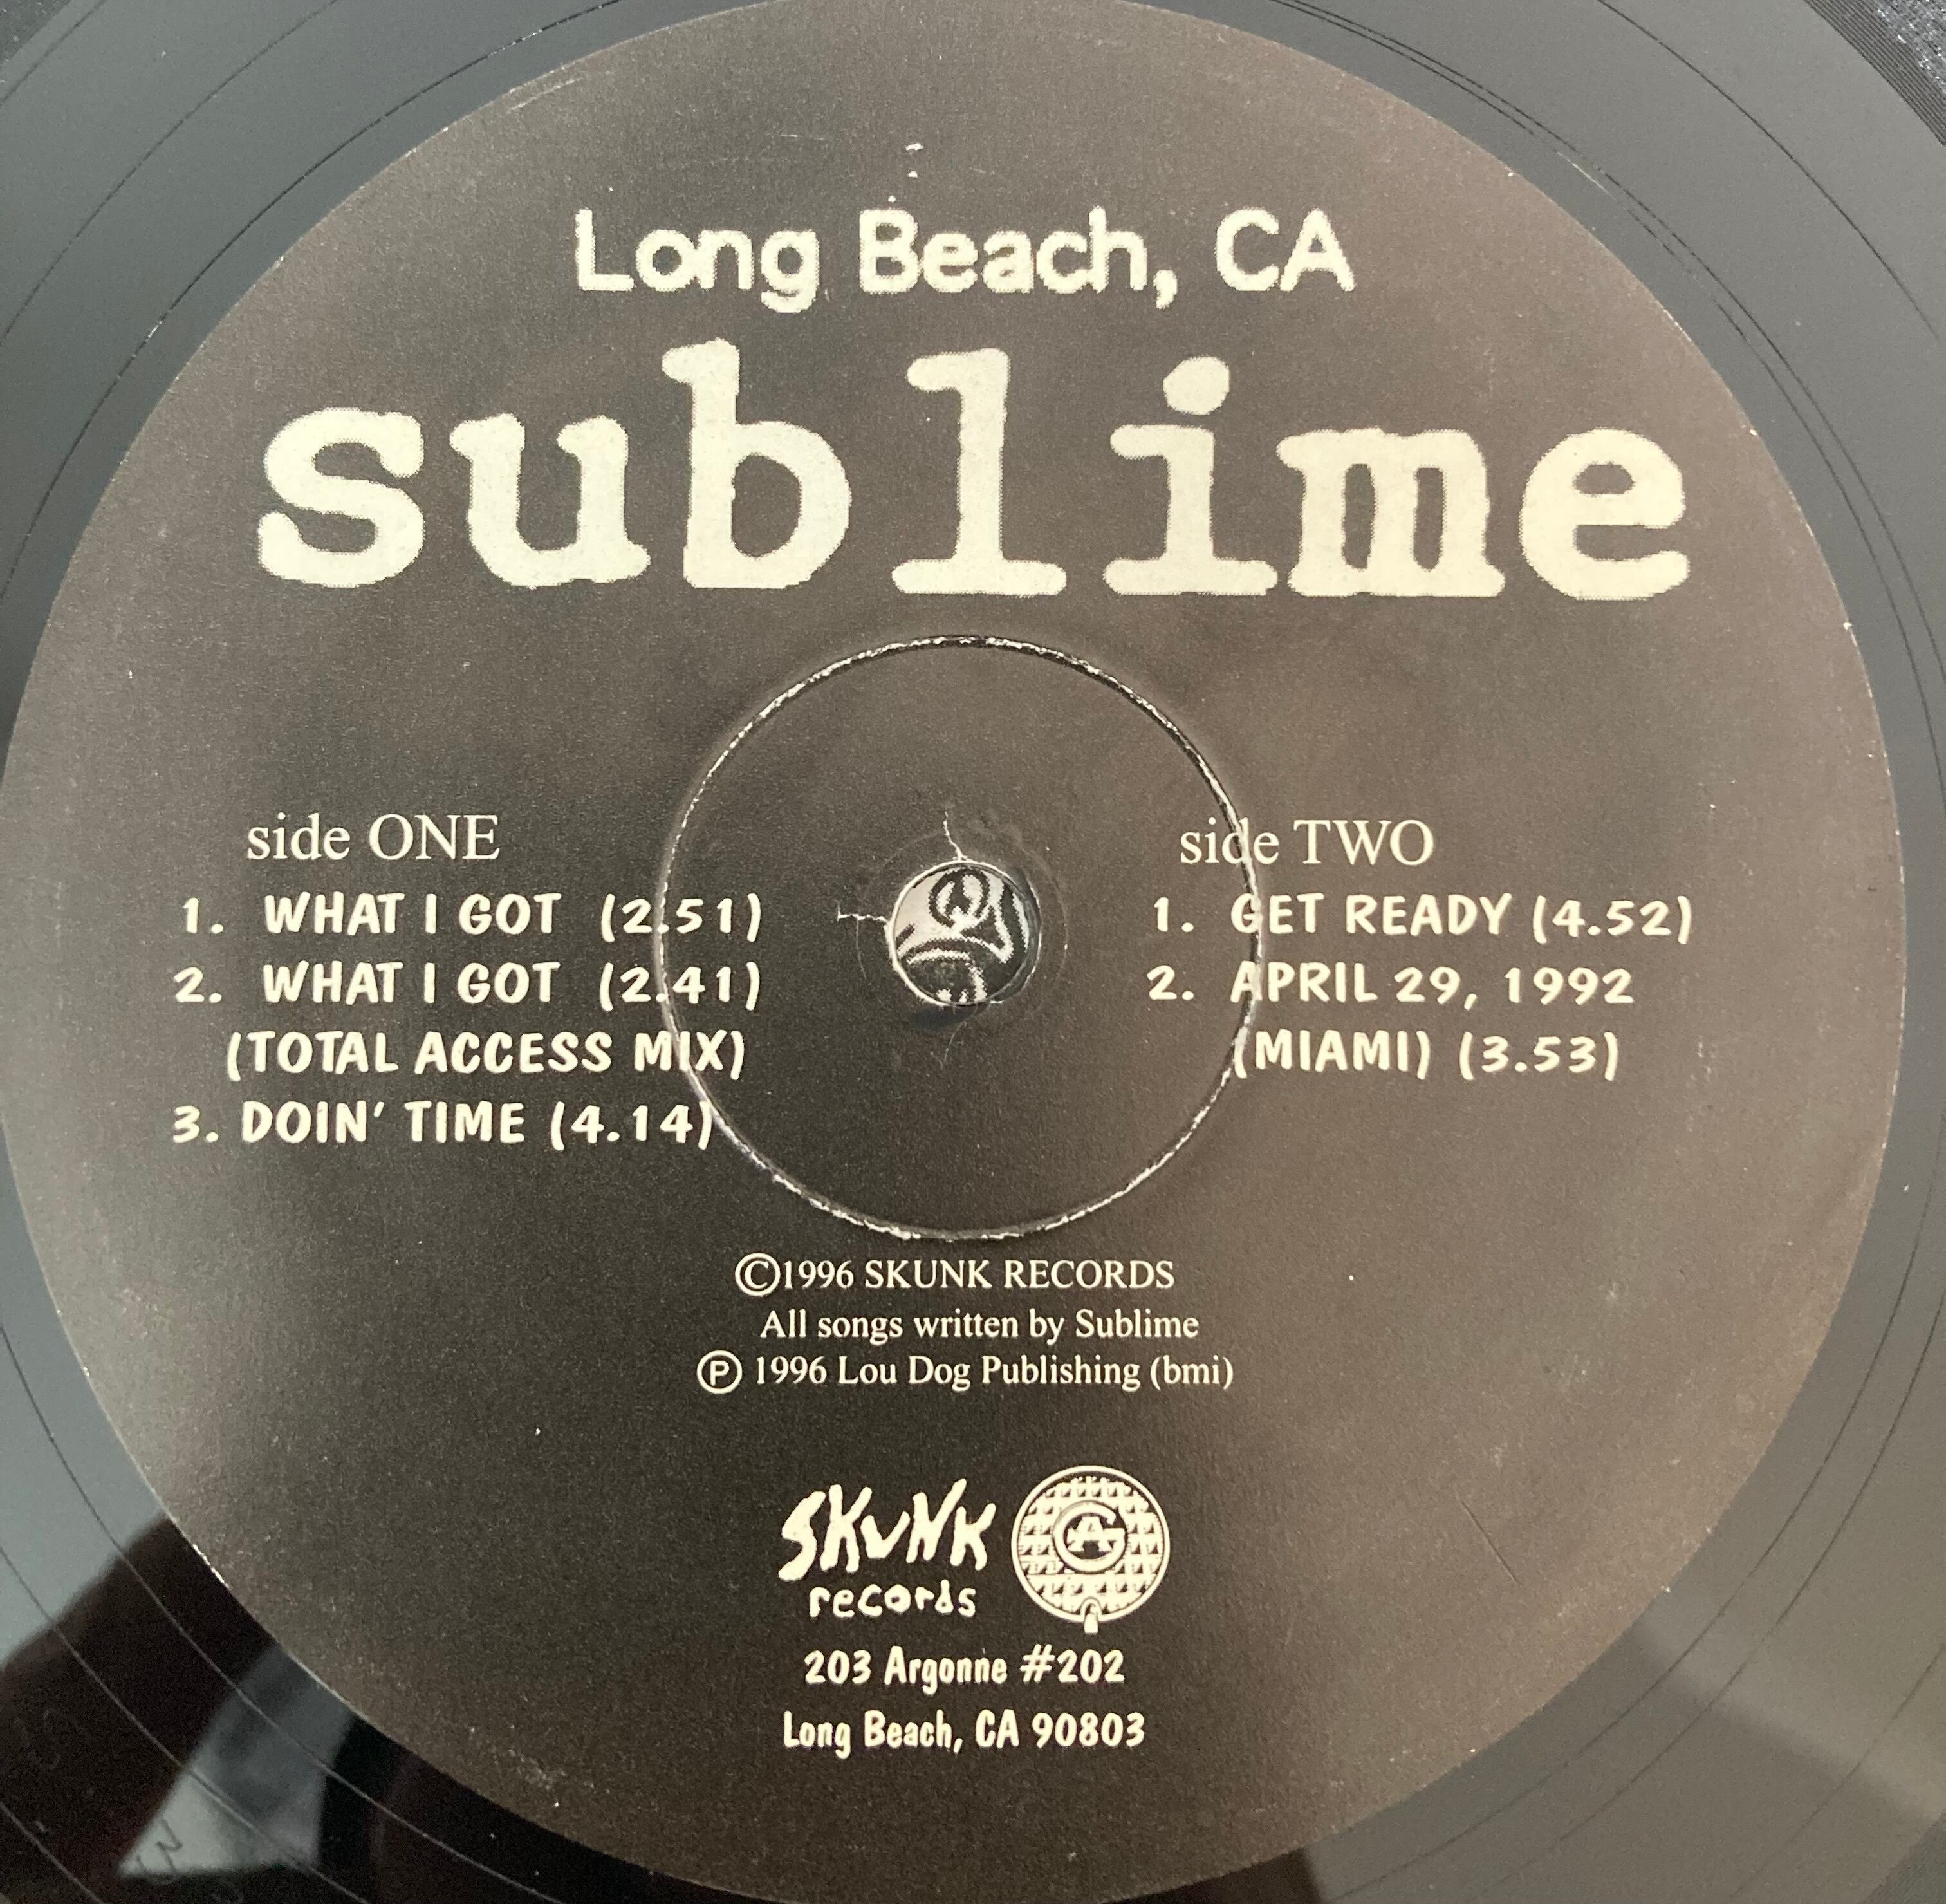 Long Beach, CA
sublime
side ONE
1. WHAT I GOT (2.51)
2. WHAT I GOT (2.41)
(TOTAL ACCESS MIX)
3. DOIN' TIME (4.14)
side TWO
1. GET READY (4.52)
2. APRIL 29, 1992
(MIAMI) (3.53)
©1996 SKUNK RECORDS
All songs written by Sublime
℗ 1996 Lou Dog Publishing (bmi)
SKUNK
records
203 Argonne #202
Long Beach, CA 90803